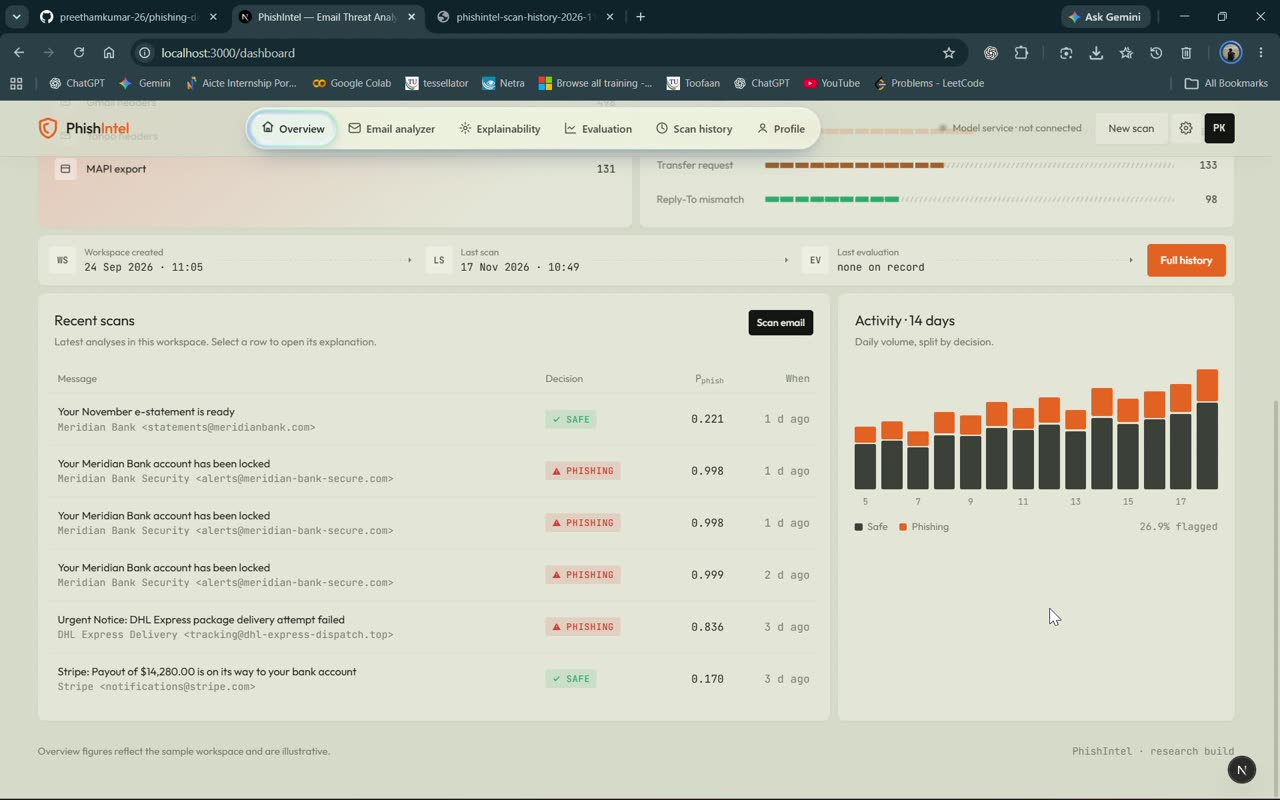 preethamkumar-26/phishing-d
PhishIntel — Email Threat Analy
phishintel-scan-history-2026-1
Ask Gemini
localhost:3000/dashboard
ChatGPT
Gemini
Aicte Internship Por...
Google Colab
tessellator
Netra
Browse all training -...
Toofaan
ChatGPT
YouTube
Problems - LeetCode
All Bookmarks
Gmail headers
498
PhishIntel
Yahoo headers
Overview
Email analyzer
Explainability
Evaluation
Scan history
Profile
Model service · not connected
New scan
PK
MAPI export
131
Transfer request
133
Reply-To mismatch
98
WS
Workspace created
24 Sep 2026 · 11:05
LS
Last scan
17 Nov 2026 · 10:49
EV
Last evaluation
none on record
Full history
Recent scans
Latest analyses in this workspace. Select a row to open its explanation.
Scan email
Message Decision Pphish When
Your November e-statement is ready
Meridian Bank <statements@meridianbank.com>
SAFE 0.221 1 d ago
Your Meridian Bank account has been locked
Meridian Bank Security <alerts@meridian-bank-secure.com>
PHISHING 0.998 1 d ago
Your Meridian Bank account has been locked
Meridian Bank Security <alerts@meridian-bank-secure.com>
PHISHING 0.998 1 d ago
Your Meridian Bank account has been locked
Meridian Bank Security <alerts@meridian-bank-secure.com>
PHISHING 0.999 2 d ago
Urgent Notice: DHL Express package delivery attempt failed
DHL Express Delivery <tracking@dhl-express-dispatch.top>
PHISHING 0.836 3 d ago
Stripe: Payout of $14,280.00 is on its way to your bank account
Stripe <notifications@stripe.com>
SAFE 0.170 3 d ago
Activity · 14 days
Daily volume, split by decision.
5 7 9 11 13 15 17
Safe Phishing 26.9% flagged
Overview figures reflect the sample workspace and are illustrative.
PhishIntel · research build
N